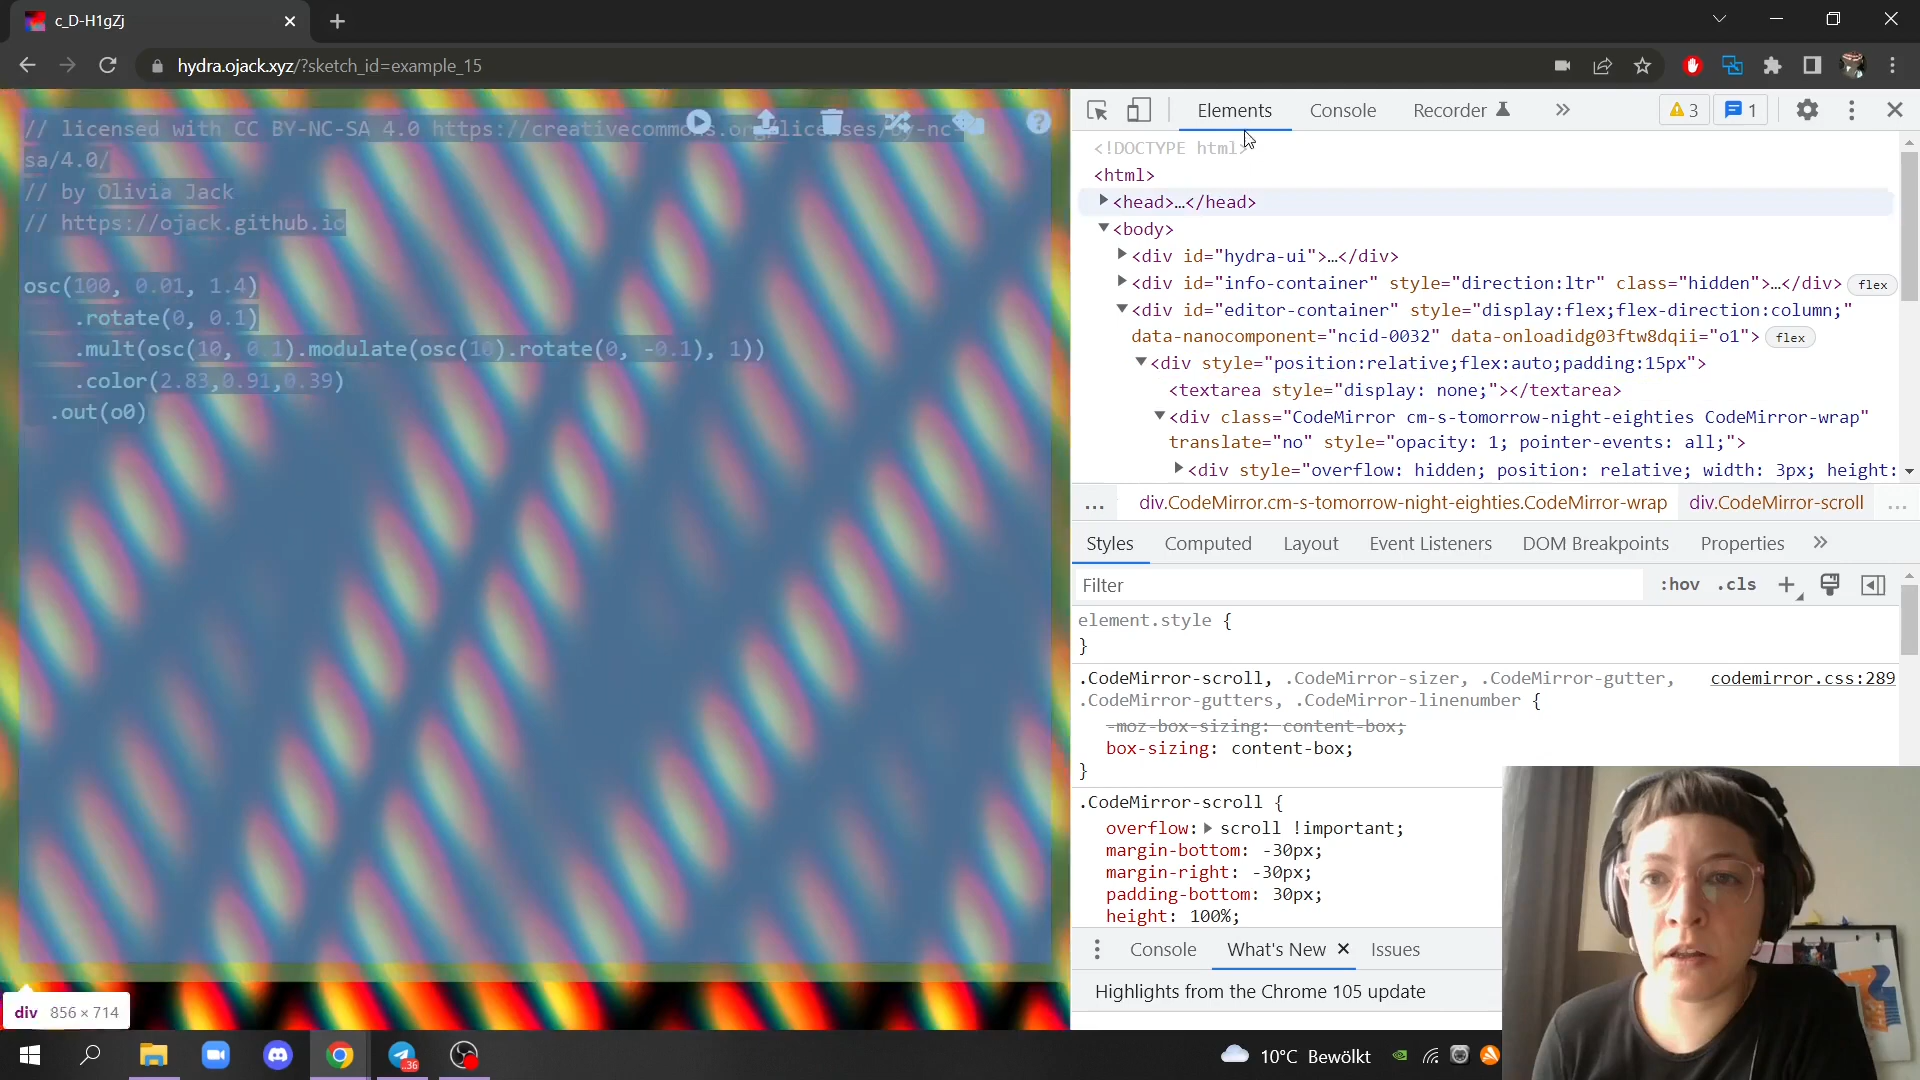 c_D-H1gZj
hydra.ojack.xyz/?sketch_id=example_15
// licensed with CC BY-NC-SA 4.0 https://creativecommons.org/licenses/by-nc-
sa/4.0/
// by Olivia Jack
// https://ojack.github.io
osc(100, 0.01, 1.4)
.rotate(0, 0.1)
.mult(osc(10, 0.1).modulate(osc(10).rotate(0, -0.1), 1))
.color(2.83,0.91,0.39)
.out(o0)
div 856 × 714
Elements Console Recorder 3 1
<!DOCTYPE html>
<html>
<head>…</head>
<body>
<div id="hydra-ui">…</div>
<div id="info-container" style="direction:ltr" class="hidden">…</div> flex
<div id="editor-container" style="display:flex;flex-direction:column;"
data-nanocomponent="ncid-0032" data-onloadidg03ftw8dqii="o1"> flex
<div style="position:relative;flex:auto;padding:15px">
<textarea style="display: none;"></textarea>
<div class="CodeMirror cm-s-tomorrow-night-eighties CodeMirror-wrap"
translate="no" style="opacity: 1; pointer-events: all;">
<div style="overflow: hidden; position: relative; width: 3px; height:
... div.CodeMirror.cm-s-tomorrow-night-eighties.CodeMirror-wrap div.CodeMirror-scroll ...
Styles Computed Layout Event Listeners DOM Breakpoints Properties
Filter :hov .cls
element.style {
}
.CodeMirror-scroll, .CodeMirror-sizer, .CodeMirror-gutter, codemirror.css:289
.CodeMirror-gutters, .CodeMirror-linenumber {
-moz-box-sizing: content-box;
box-sizing: content-box;
}
.CodeMirror-scroll {
overflow: scroll !important;
margin-bottom: -30px;
margin-right: -30px;
padding-bottom: 30px;
height: 100%;
Console What's New Issues
Highlights from the Chrome 105 update
36
10°C Bewölkt